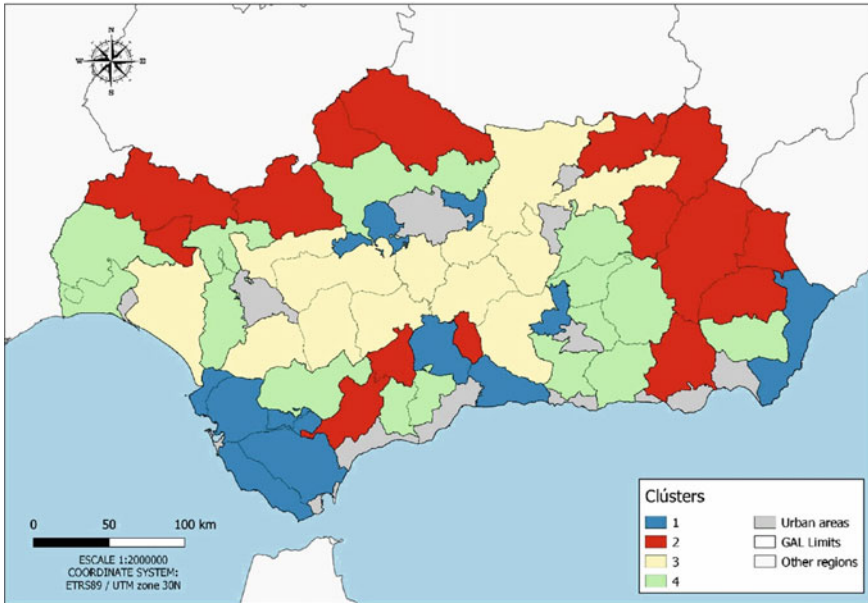 N
W E
S
0 50 100 km
ESCALE 1:2000000
COORDINATE SYSTEM:
ETRS89 / UTM zone 30N
Clústers
1
2
3
4
Urban areas
GAL Limits
Other regions